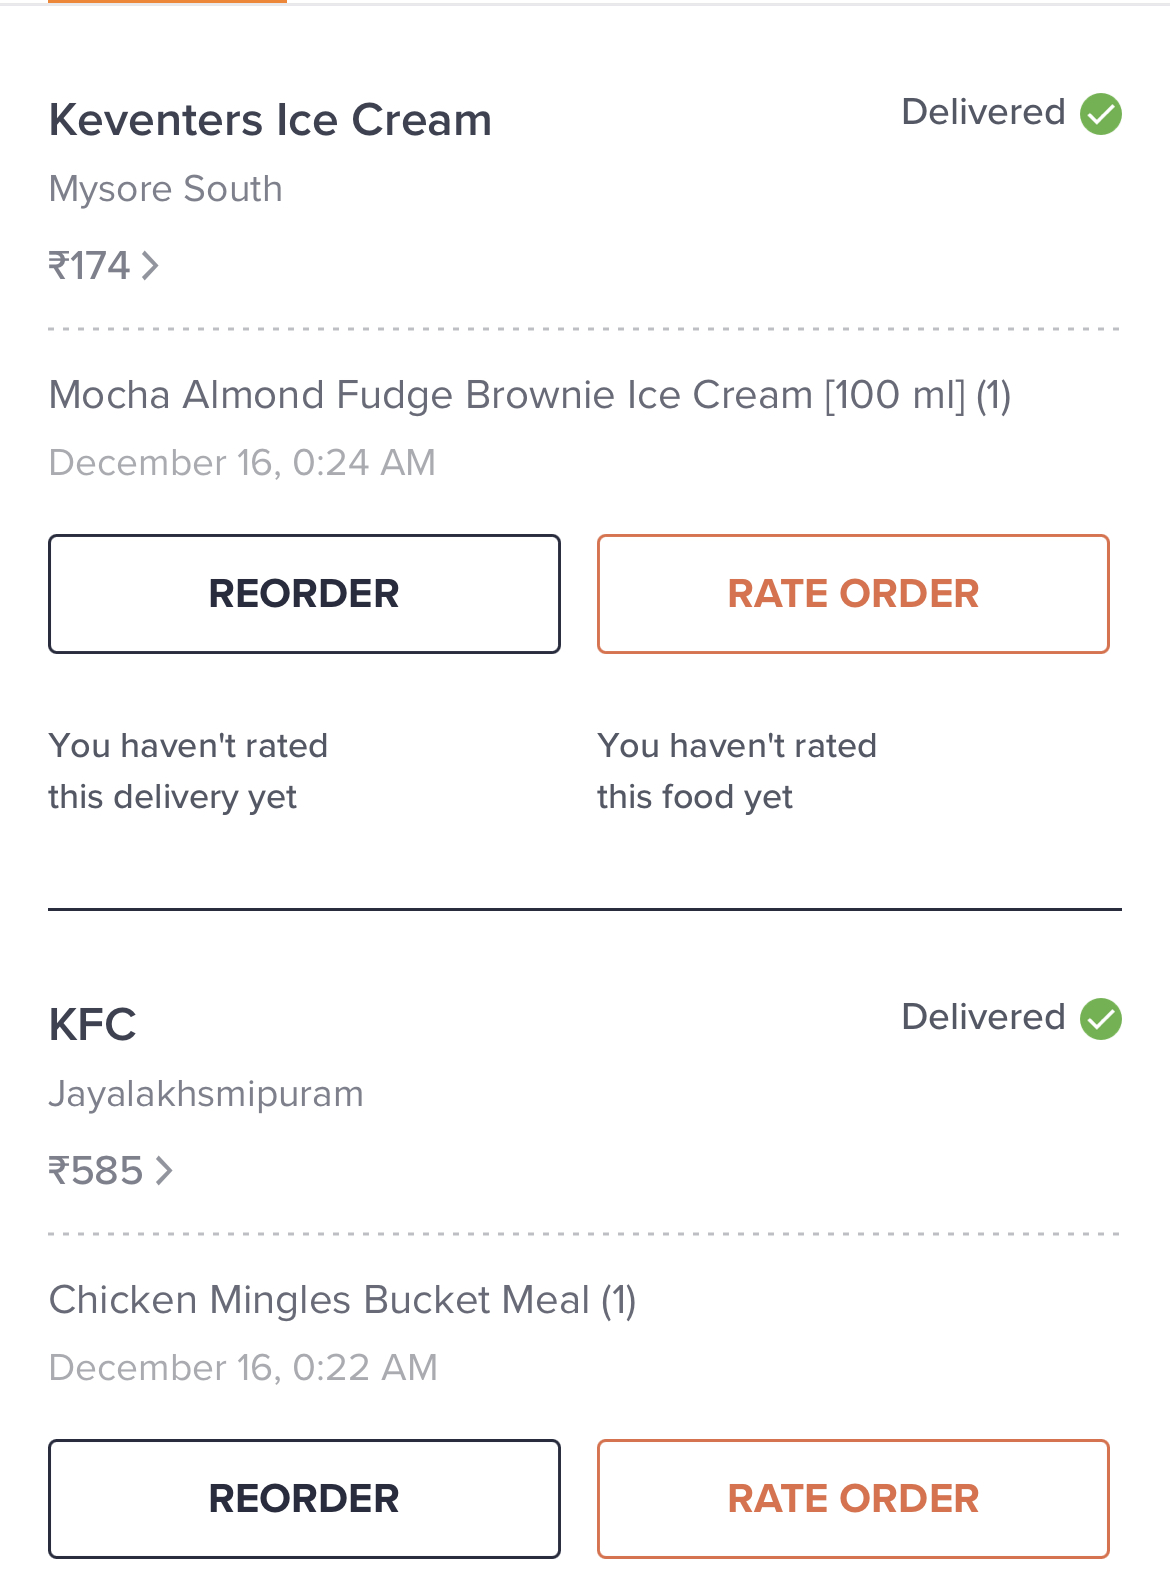 Keventers Ice Cream
Delivered
Mysore South
₹174
Mocha Almond Fudge Brownie Ice Cream [100 ml] (1)
December 16, 0:24 AM
REORDER
RATE ORDER
You haven't rated
this delivery yet
You haven't rated
this food yet
KFC
Delivered
Jayalakhsmipuram
₹585
Chicken Mingles Bucket Meal (1)
December 16, 0:22 AM
REORDER
RATE ORDER